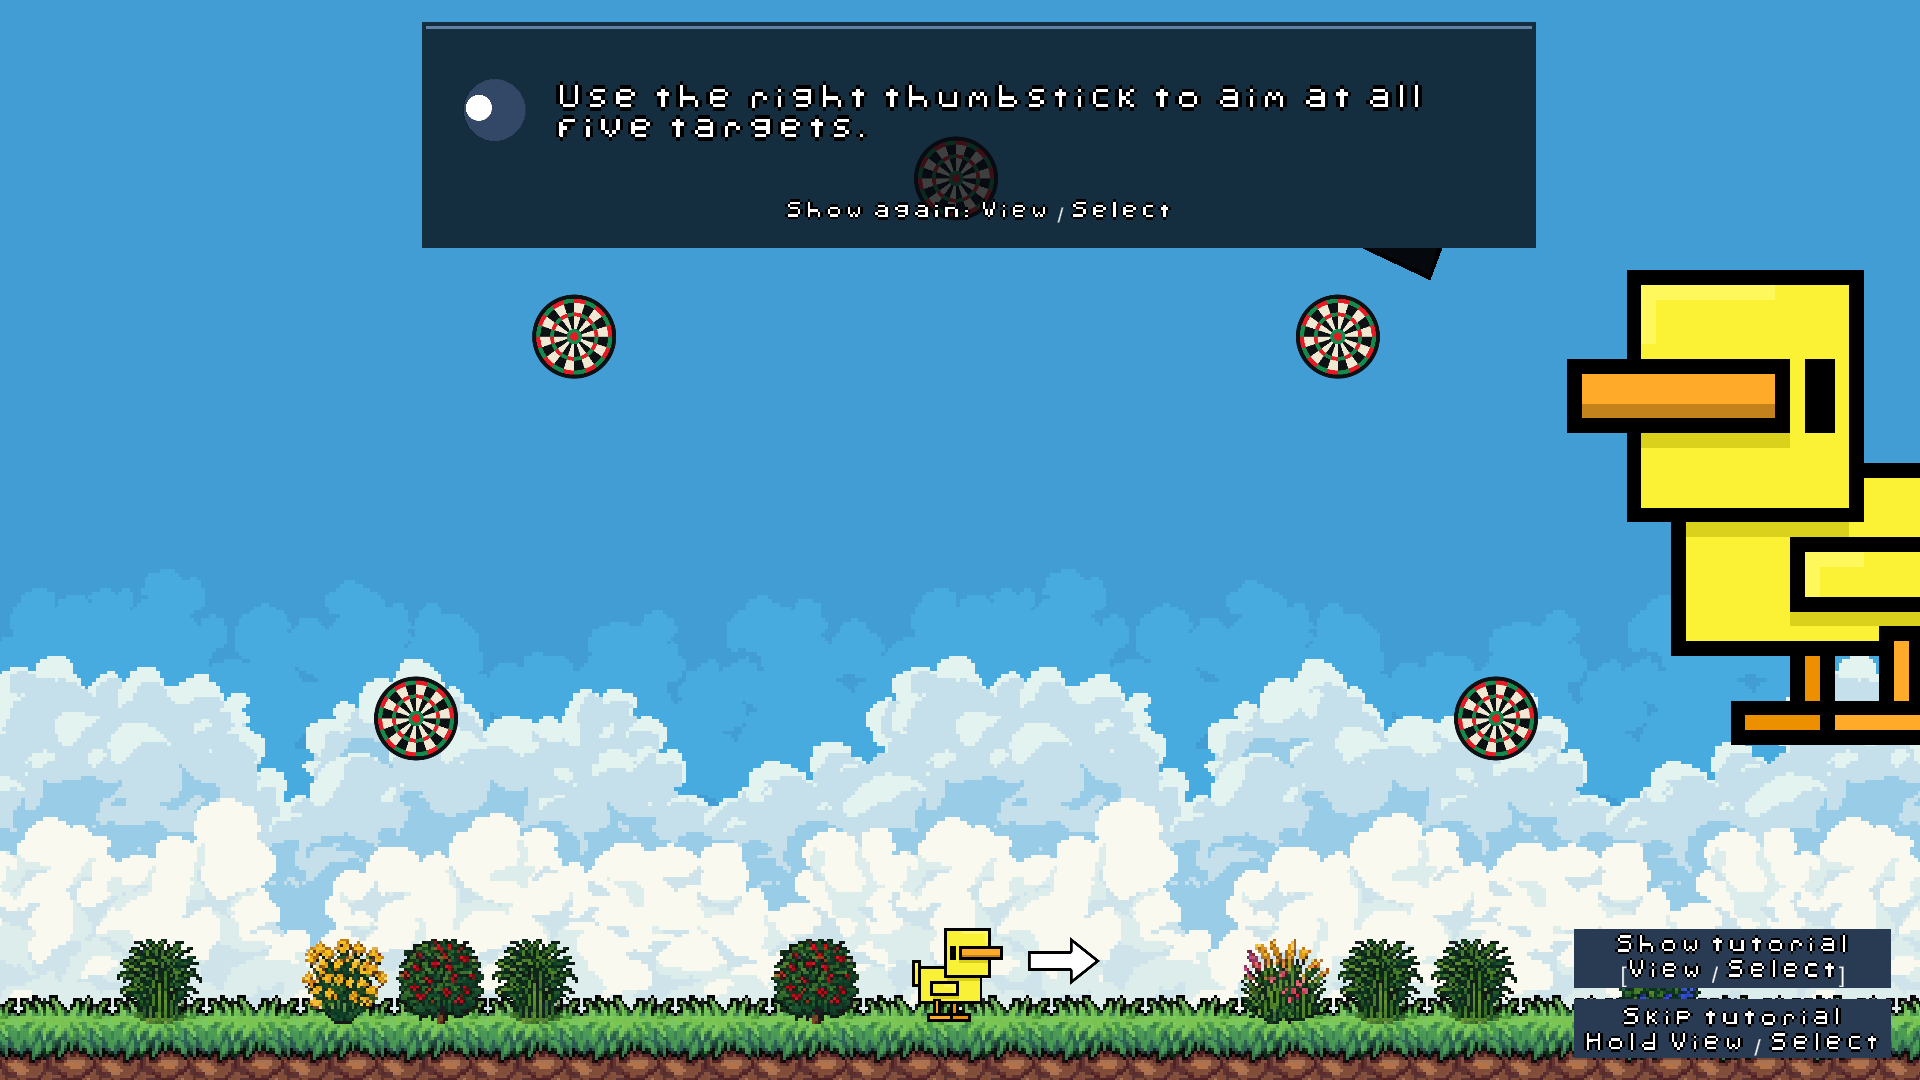 Use the right thumbstick to aim at all
five targets.
Show again: View / Select
Show tutorial
[View / Select]
Skip tutorial
Hold View / Select